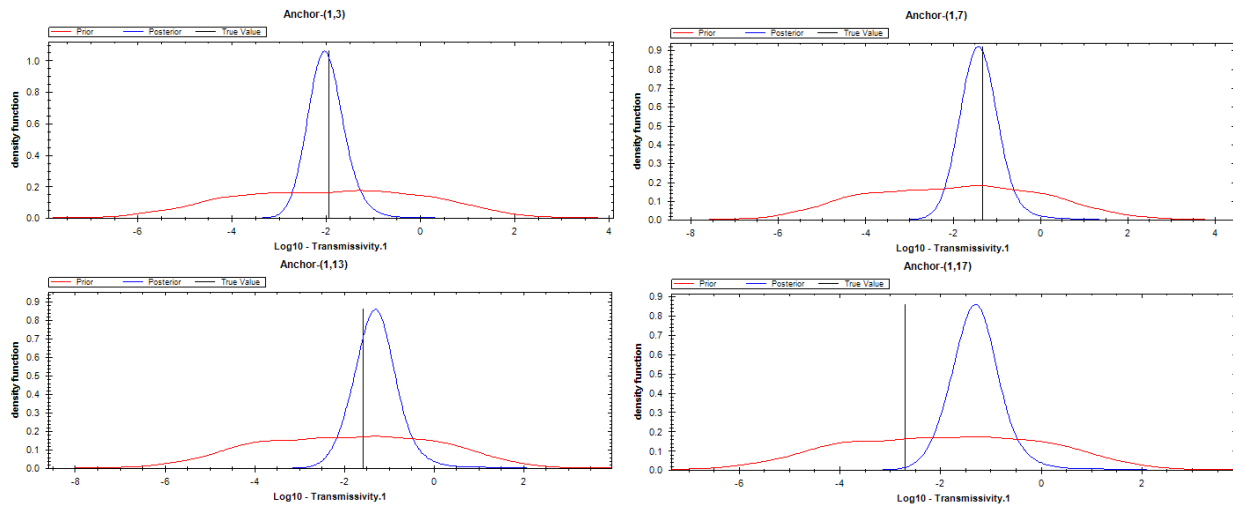 Anchor-(1,3)
Prior Posterior True Value
density function
1.0
0.8
0.6
0.4
0.2
0.0
-6 -4 -2 0 2 4
Log10 - Transmissivity.1
Anchor-(1,7)
Prior Posterior True Value
density function
0.9
0.8
0.7
0.6
0.5
0.4
0.3
0.2
0.1
0.0
-8 -6 -4 -2 0 2 4
Log10 - Transmissivity.1
Anchor-(1,13)
Prior Posterior True Value
density function
0.9
0.8
0.7
0.6
0.5
0.4
0.3
0.2
0.1
0.0
-8 -6 -4 -2 0 2
Log10 - Transmissivity.1
Anchor-(1,17)
Prior Posterior True Value
density function
0.9
0.8
0.7
0.6
0.5
0.4
0.3
0.2
0.1
0.0
-6 -4 -2 0 2
Log10 - Transmissivity.1